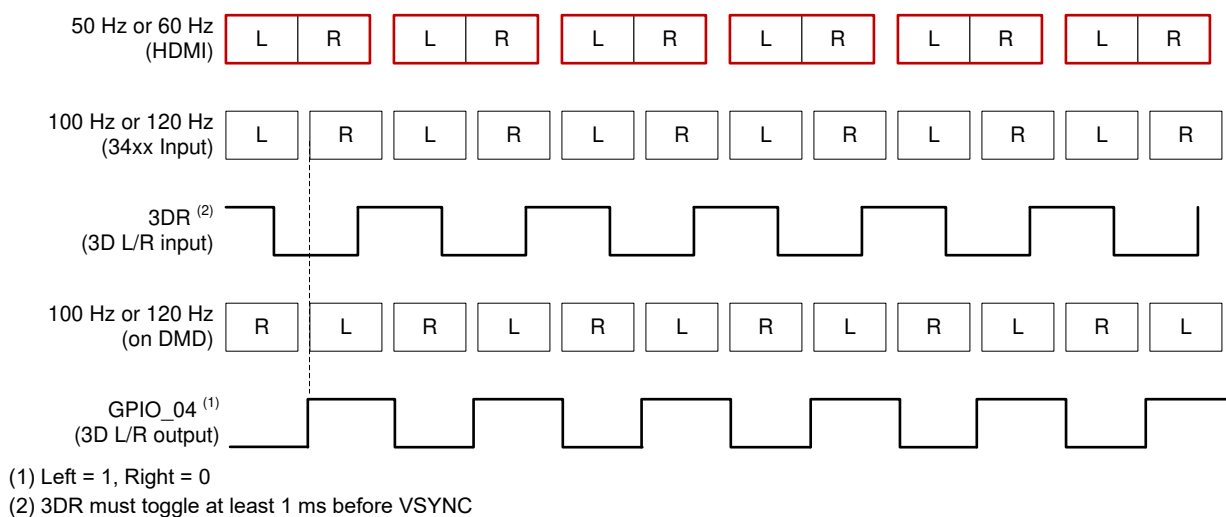 50 Hz or 60 Hz
(HDMI)
L R L R L R L R L R L R
100 Hz or 120 Hz
(34xx Input)
L R L R L R L R L R L R
3DR (2)
(3D L/R input)
100 Hz or 120 Hz
(on DMD)
R L R L R L R L R L R L
GPIO_04 (1)
(3D L/R output)
(1) Left = 1, Right = 0
(2) 3DR must toggle at least 1 ms before VSYNC